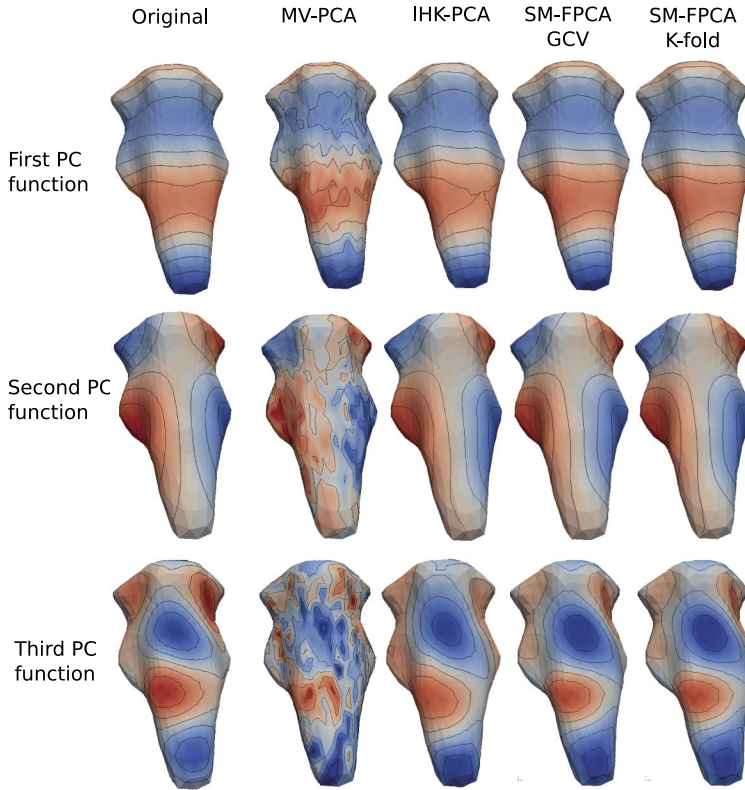 Original MV-PCA IHK-PCA SM-FPCA SM-FPCA
GCV K-fold
First PC
function
Second PC
function
Third PC
function